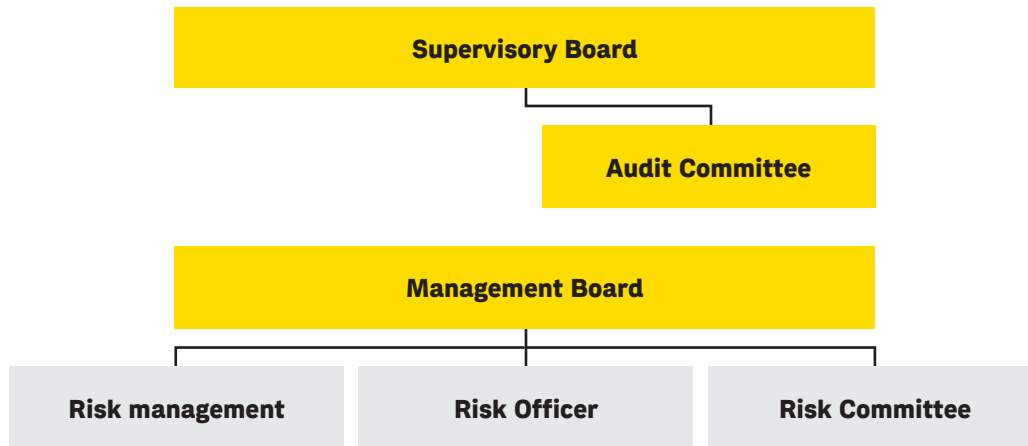 Supervisory Board
Audit Committee
Management Board
Risk management
Risk Officer
Risk Committee